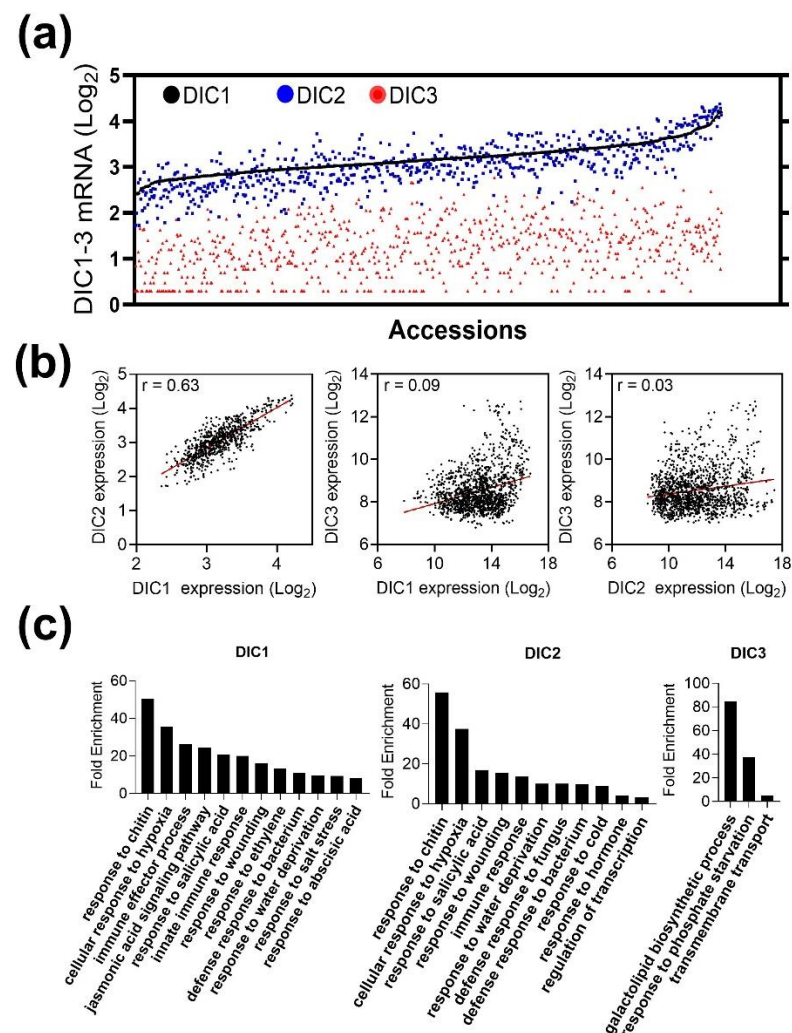 (a)
DIC1-3 mRNA (Log2)
5
4
3
2
1
0
DIC1
DIC2
DIC3
Accessions
(b)
DIC2 expression (Log2)
5
4
3
2
1
0
r = 0.63
2
3
4
DIC1 expression (Log2)
DIC3 expression (Log2)
14
12
10
8
6
r = 0.09
6
10
14
18
DIC1 expression (Log2)
DIC3 expression (Log2)
14
12
10
8
6
r = 0.03
6
10
14
18
DIC2 expression (Log2)
(c)
DIC1
Fold Enrichment
60
40
20
0
response to chitin
cellular response to hypoxia
immune effector process
jasmonic acid signaling pathway
response to salicylic acid
innate immune response
response to wounding
response to ethylene
defense response to bacterium
response to water deprivation
response to salt stress
response to abscisic acid
DIC2
Fold Enrichment
60
40
20
0
response to chitin
cellular response to hypoxia
response to salicylic acid
response to wounding
immune response
response to water deprivation
defense response to fungus
defense response to bacterium
response to cold
response to hormone
regulation of transcription
DIC3
Fold Enrichment
100
80
60
40
20
0
galactolipid biosynthetic process
response to phosphate starvation
transmembrane transport